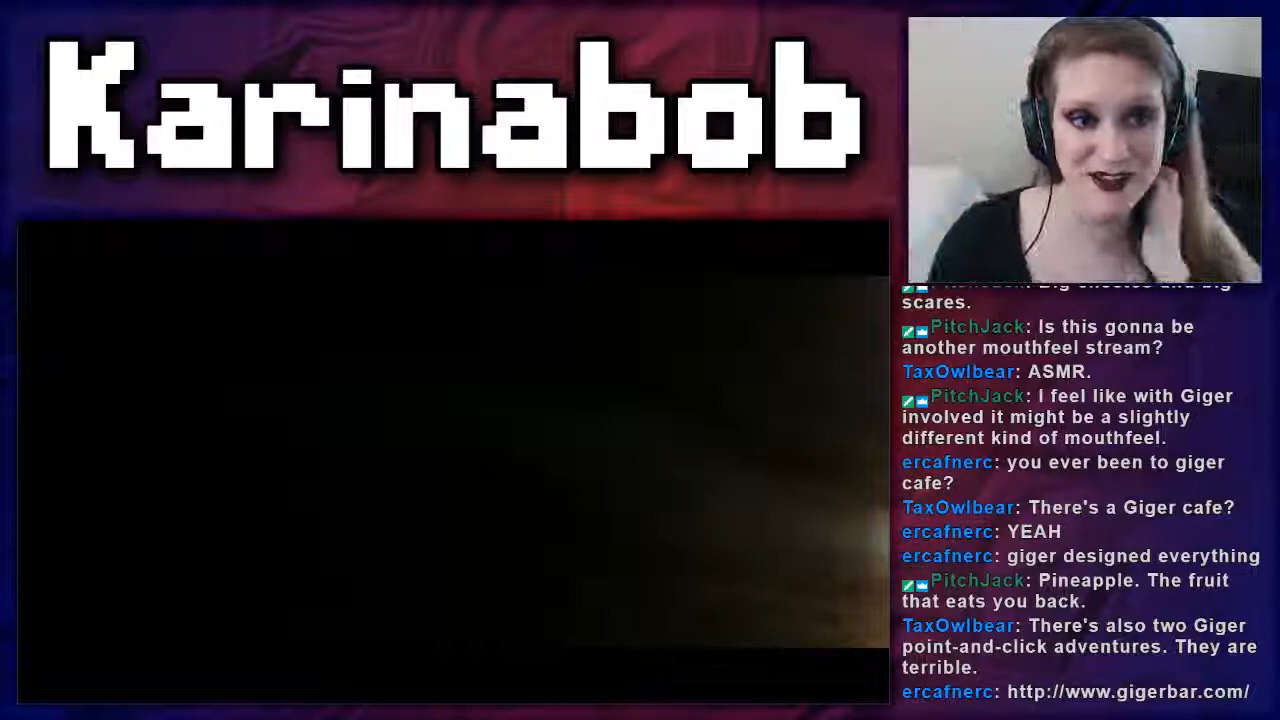 Karinabob
scares.
PitchJack: Is this gonna be
another mouthfeel stream?
TaxOwlbear: ASMR.
PitchJack: I feel like with Giger
involved it might be a slightly
different kind of mouthfeel.
ercafnerc: you ever been to giger
cafe?
TaxOwlbear: There's a Giger cafe?
ercafnerc: YEAH
ercafnerc: giger designed everything
PitchJack: Pineapple. The fruit
that eats you back.
TaxOwlbear: There's also two Giger
point-and-click adventures. They are
terrible.
ercafnerc: http://www.gigerbar.com/